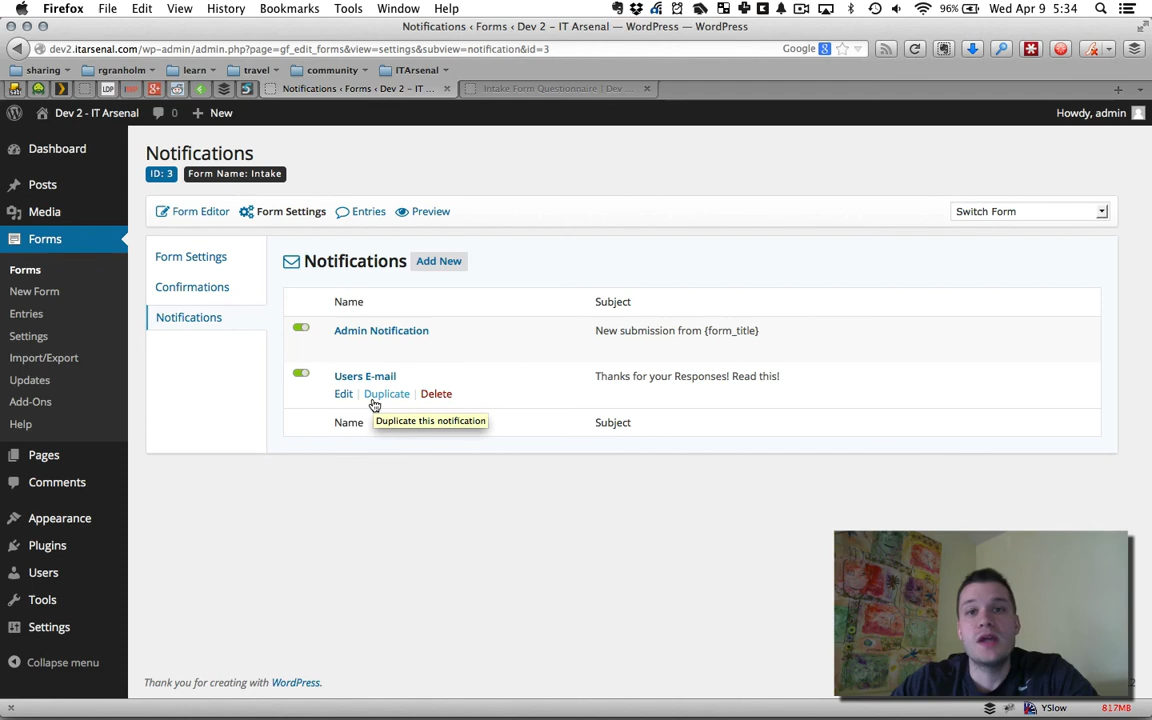 Firefox File Edit View History Bookmarks Tools Window Help 96% Wed Apr 9 5:34
Notifications ‹ Forms ‹ Dev 2 – IT Arsenal — WordPress — WordPress
dev2.itarsenal.com/wp-admin/admin.php?page=gf_edit_forms&view=settings&subview=notification&id=3 Google
sharing rgranholm learn travel community ITArsenal
LDP Notifications ‹ Forms ‹ Dev 2 – IT ... Intake Form Questionnaire | Dev ...
Dev 2 - IT Arsenal 0 New Howdy, admin
Dashboard
Posts
Media
Forms
Forms
New Form
Entries
Settings
Import/Export
Updates
Add-Ons
Help
Pages
Comments
Appearance
Plugins
Users
Tools
Settings
Collapse menu
Notifications
ID: 3 Form Name: Intake
Form Editor Form Settings Entries Preview Switch Form
Form Settings
Confirmations
Notifications
Notifications Add New
Name Subject
Admin Notification New submission from {form_title}
Users E-mail Thanks for your Responses! Read this!
Edit | Duplicate | Delete
Duplicate this notification
Name Subject
Thank you for creating with WordPress.
YSlow 817MB